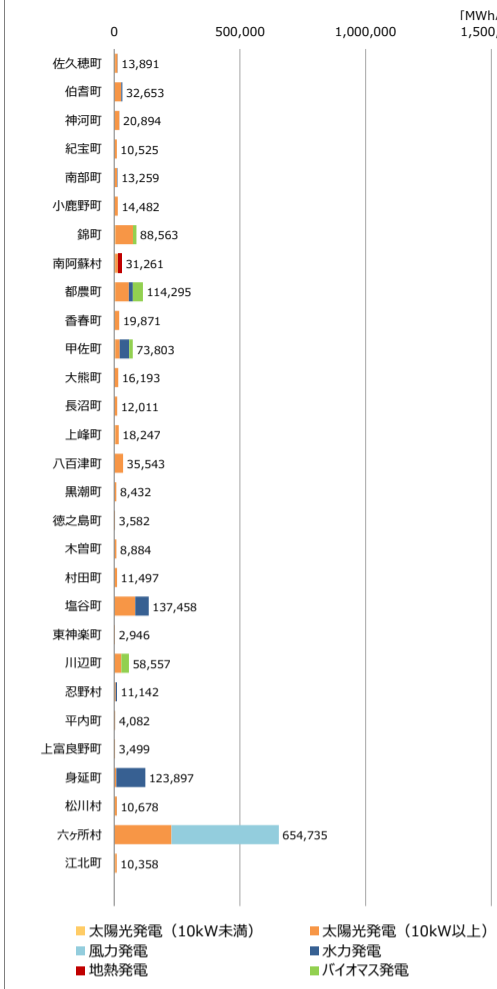 [MWh/
0 500,000 1,000,000 1,500,
佐久穂町 13,891
伯耆町 32,653
神河町 20,894
紀宝町 10,525
南部町 13,259
小鹿野町 14,482
錦町 88,563
南阿蘇村 31,261
都農町 114,295
香春町 19,871
甲佐町 73,803
大熊町 16,193
長沼町 12,011
上峰町 18,247
八百津町 35,543
黒潮町 8,432
徳之島町 3,582
木曽町 8,884
村田町 11,497
塩谷町 137,458
東神楽町 2,946
川辺町 58,557
忍野村 11,142
平内町 4,082
上富良野町 3,499
身延町 123,897
松川村 10,678
六ヶ所村 654,735
江北町 10,358
太陽光発電（10kW未満） 太陽光発電（10kW以上）
風力発電 水力発電
地熱発電 バイオマス発電